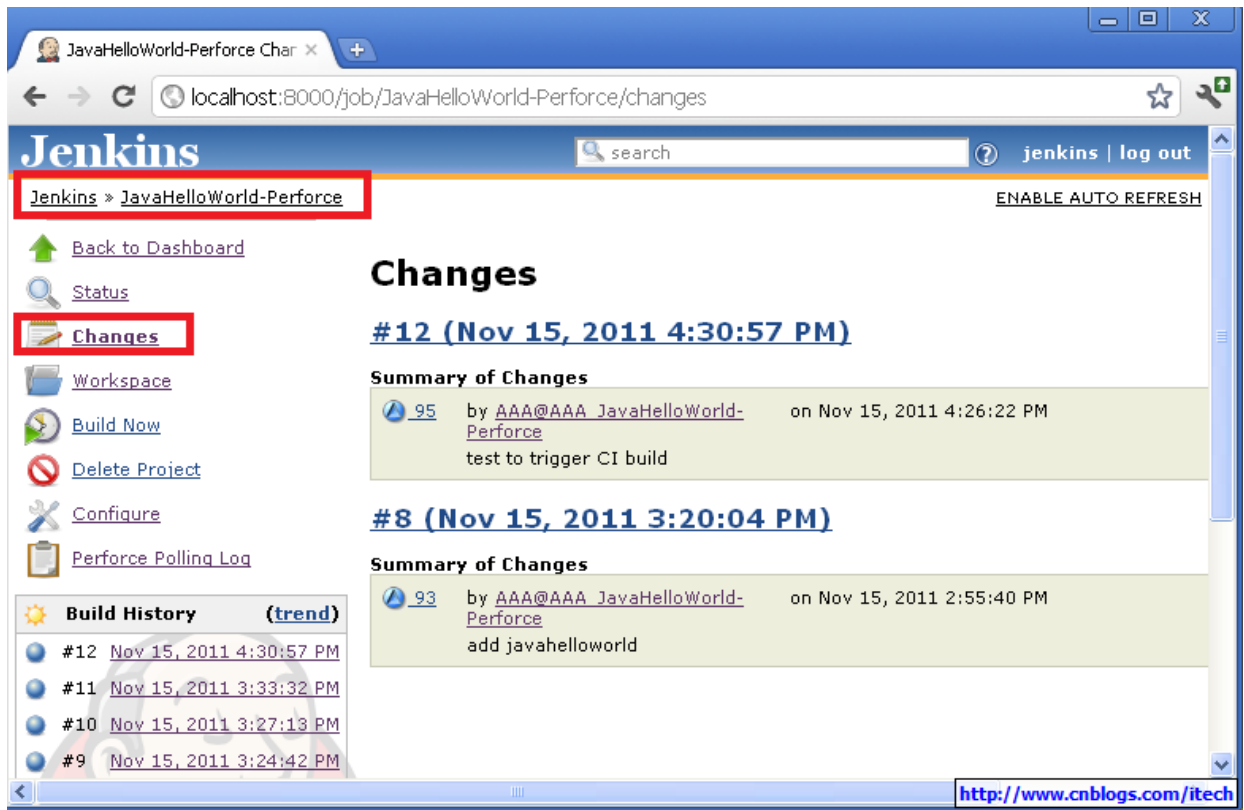 JavaHelloWorld-Perforce Char
localhost:8000/job/JavaHelloWorld-Perforce/changes
Jenkins
search
jenkins | log out
Jenkins » JavaHelloWorld-Perforce
ENABLE AUTO REFRESH
Back to Dashboard
Status
Changes
Workspace
Build Now
Delete Project
Configure
Perforce Polling Log
Build History (trend)
#12 Nov 15, 2011 4:30:57 PM
#11 Nov 15, 2011 3:33:32 PM
#10 Nov 15, 2011 3:27:13 PM
#9 Nov 15, 2011 3:24:42 PM
Changes
#12 (Nov 15, 2011 4:30:57 PM)
Summary of Changes
95 by AAA@AAA_JavaHelloWorld- on Nov 15, 2011 4:26:22 PM
Perforce
test to trigger CI build
#8 (Nov 15, 2011 3:20:04 PM)
Summary of Changes
93 by AAA@AAA_JavaHelloWorld- on Nov 15, 2011 2:55:40 PM
Perforce
add javahelloworld
http://www.cnblogs.com/itech